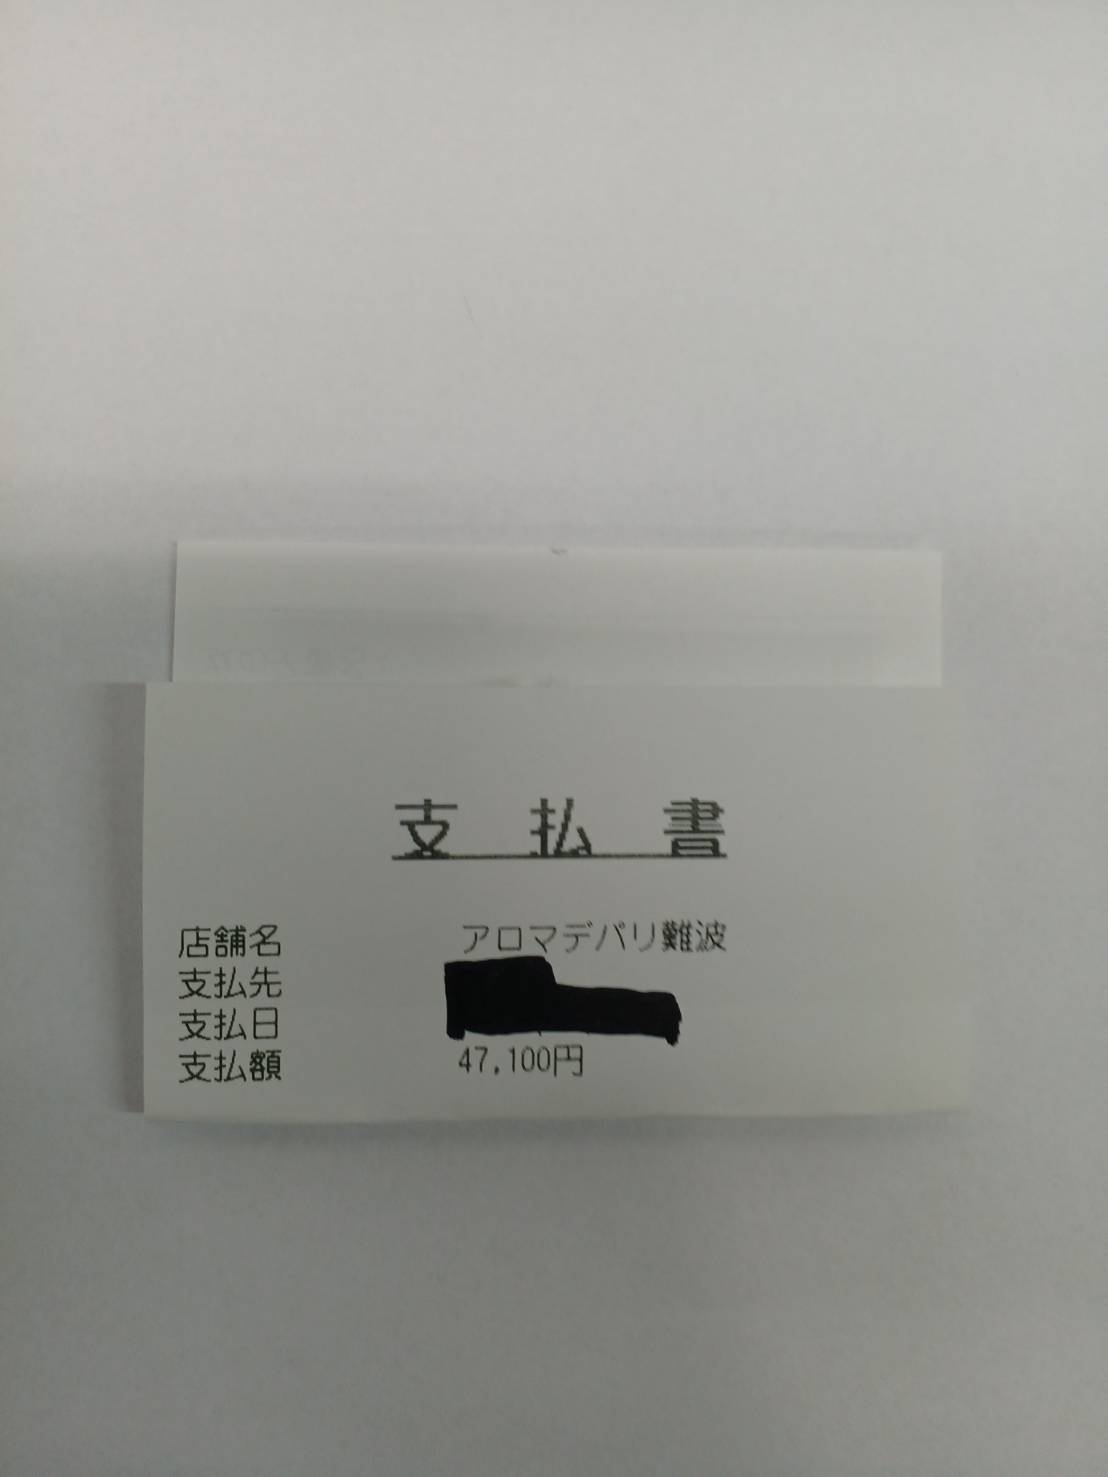 支払書
店舗名 アロマデパリ難波
支払先
支払日
支払額 47,100円